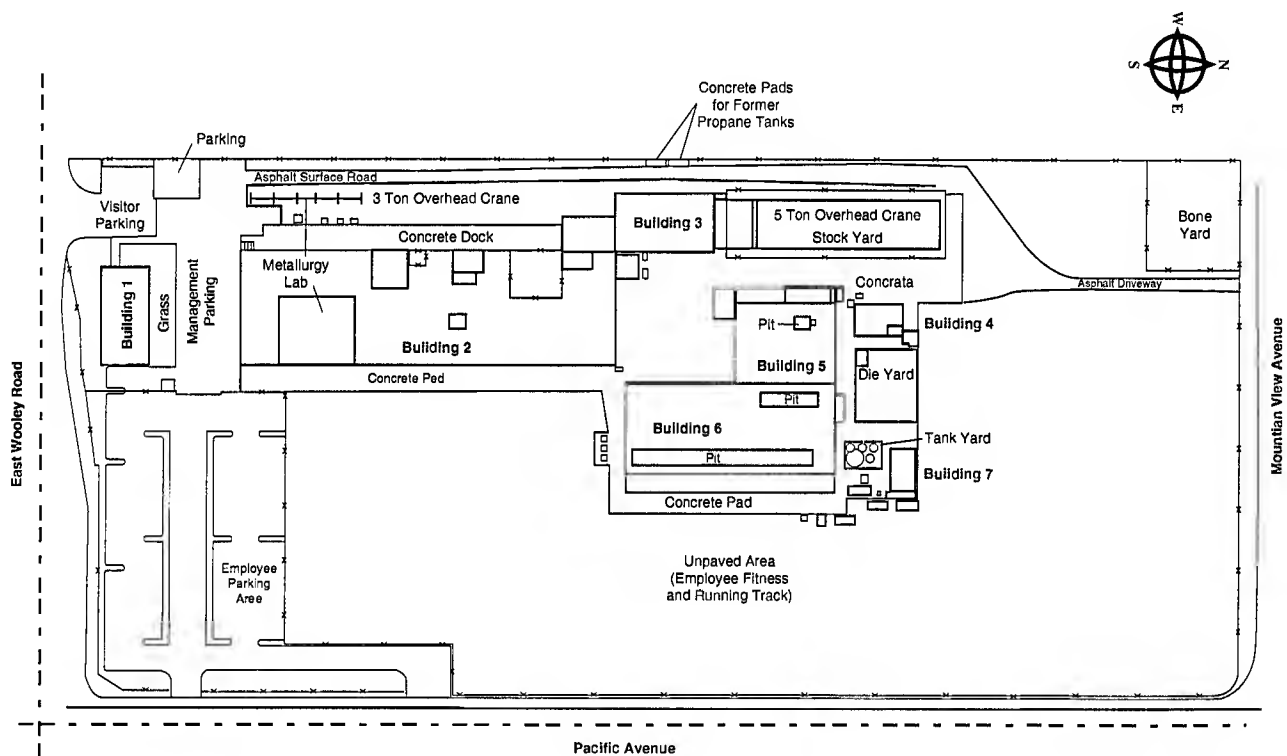 W
S
N
E
Concrete Pads
for Former
Propane Tanks
Parking
Asphalt Surface Road
3 Ton Overhead Crane
Visitor
Parking
Building 3
5 Ton Overhead Crane
Stock Yard
Bone
Yard
Concrete Dock
Metallurgy
Lab
Building 1
Grass
Management
Parking
Concrata
Asphalt Driveway
Pit
Building 4
Building 2
Building 5
Die Yard
Concrete Ped
Pit
Building 6
Tank Yard
Pit
Building 7
Concrete Pad
East Wooley Road
Mountian View Avenue
Unpaved Area
(Employee Fitness
and Running Track)
Employee
Parking
Area
Pacific Avenue